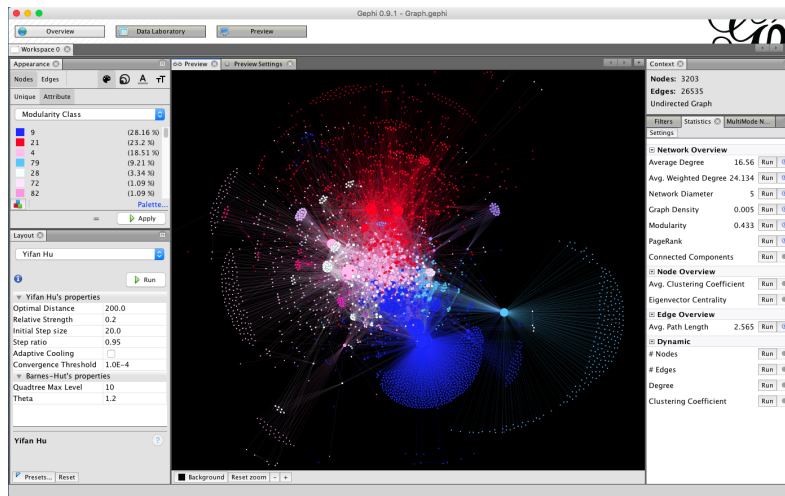 Gephi 0.9.1 - Graph.gephi
Overview
Data Laboratory
Preview
Workspace 0
Appearance
Nodes Edges
Unique Attribute
Modularity Class
9 (28.16 %)
21 (23.2 %)
4 (18.51 %)
79 (9.21 %)
28 (3.34 %)
72 (1.09 %)
82 (1.09 %)
Palette...
Apply
Layout
Yifan Hu
Run
Yifan Hu's properties
Optimal Distance 200.0
Relative Strength 0.2
Initial Step size 20.0
Step ratio 0.95
Adaptive Cooling
Convergence Threshold 1.0E-4
Barnes-Hut's properties
Quadtree Max Level 10
Theta 1.2
Yifan Hu
Presets... Reset
Preview
Preview Settings
Background Reset zoom - +
Context
Nodes: 3203
Edges: 26535
Undirected Graph
Filters Statistics MultiMode N...
Settings
Network Overview
Average Degree 16.56 Run
Avg. Weighted Degree 24.134 Run
Network Diameter 5 Run
Graph Density 0.005 Run
Modularity 0.433 Run
PageRank Run
Connected Components Run
Node Overview
Avg. Clustering Coefficient Run
Eigenvector Centrality Run
Edge Overview
Avg. Path Length 2.565 Run
Dynamic
# Nodes Run
# Edges Run
Degree Run
Clustering Coefficient Run